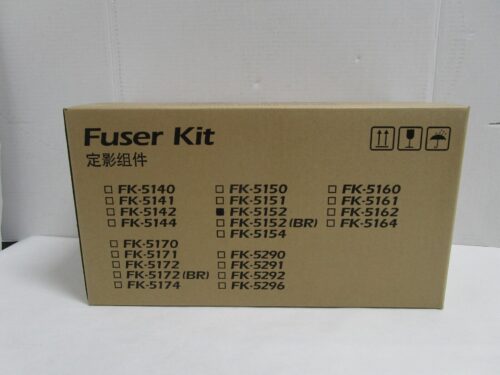 Fuser Kit
定影组件
☐ FK-5140
☐ FK-5141
☐ FK-5142
☐ FK-5144
☐ FK-5150
☐ FK-5151
■ FK-5152
☐ FK-5152(BR)
☐ FK-5154
☐ FK-5160
☐ FK-5161
☐ FK-5162
☐ FK-5164
☐ FK-5170
☐ FK-5171
☐ FK-5172
☐ FK-5172(BR)
☐ FK-5174
☐ FK-5290
☐ FK-5291
☐ FK-5292
☐ FK-5296